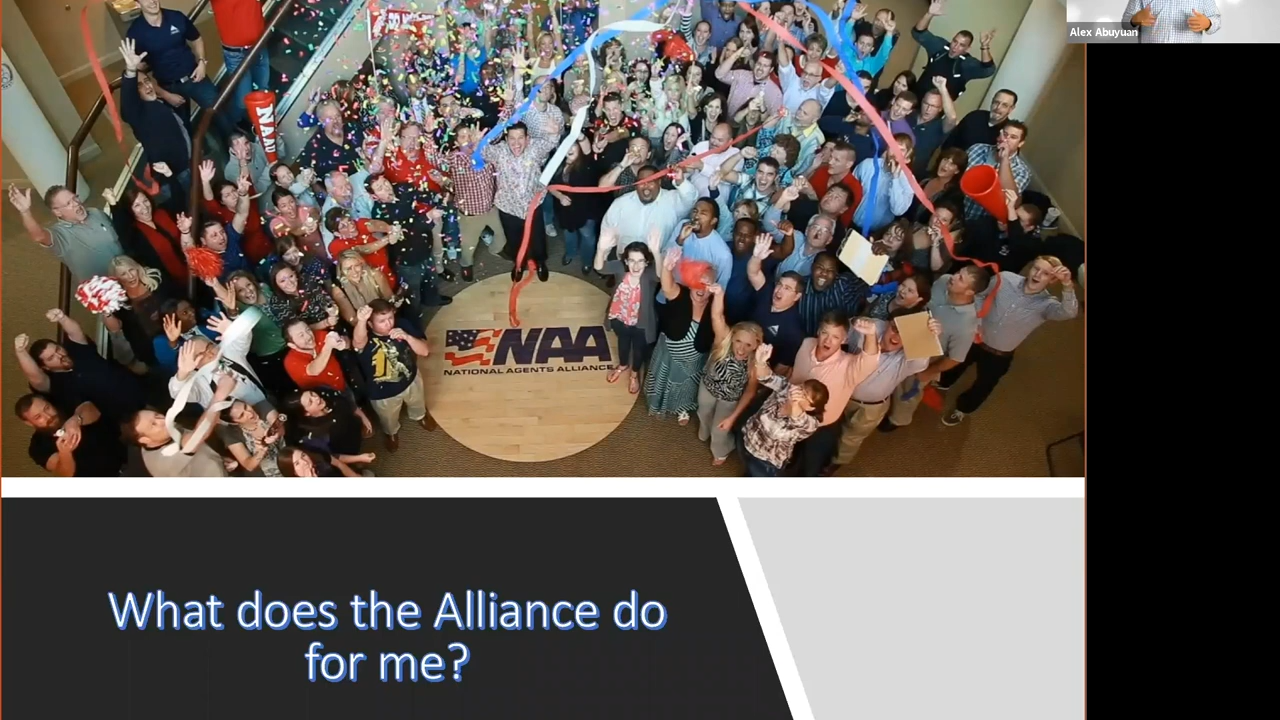 Alex Abuyuan
NAA!
NAA
NATIONAL AGENTS ALLIANCE
What does the Alliance do
for me?